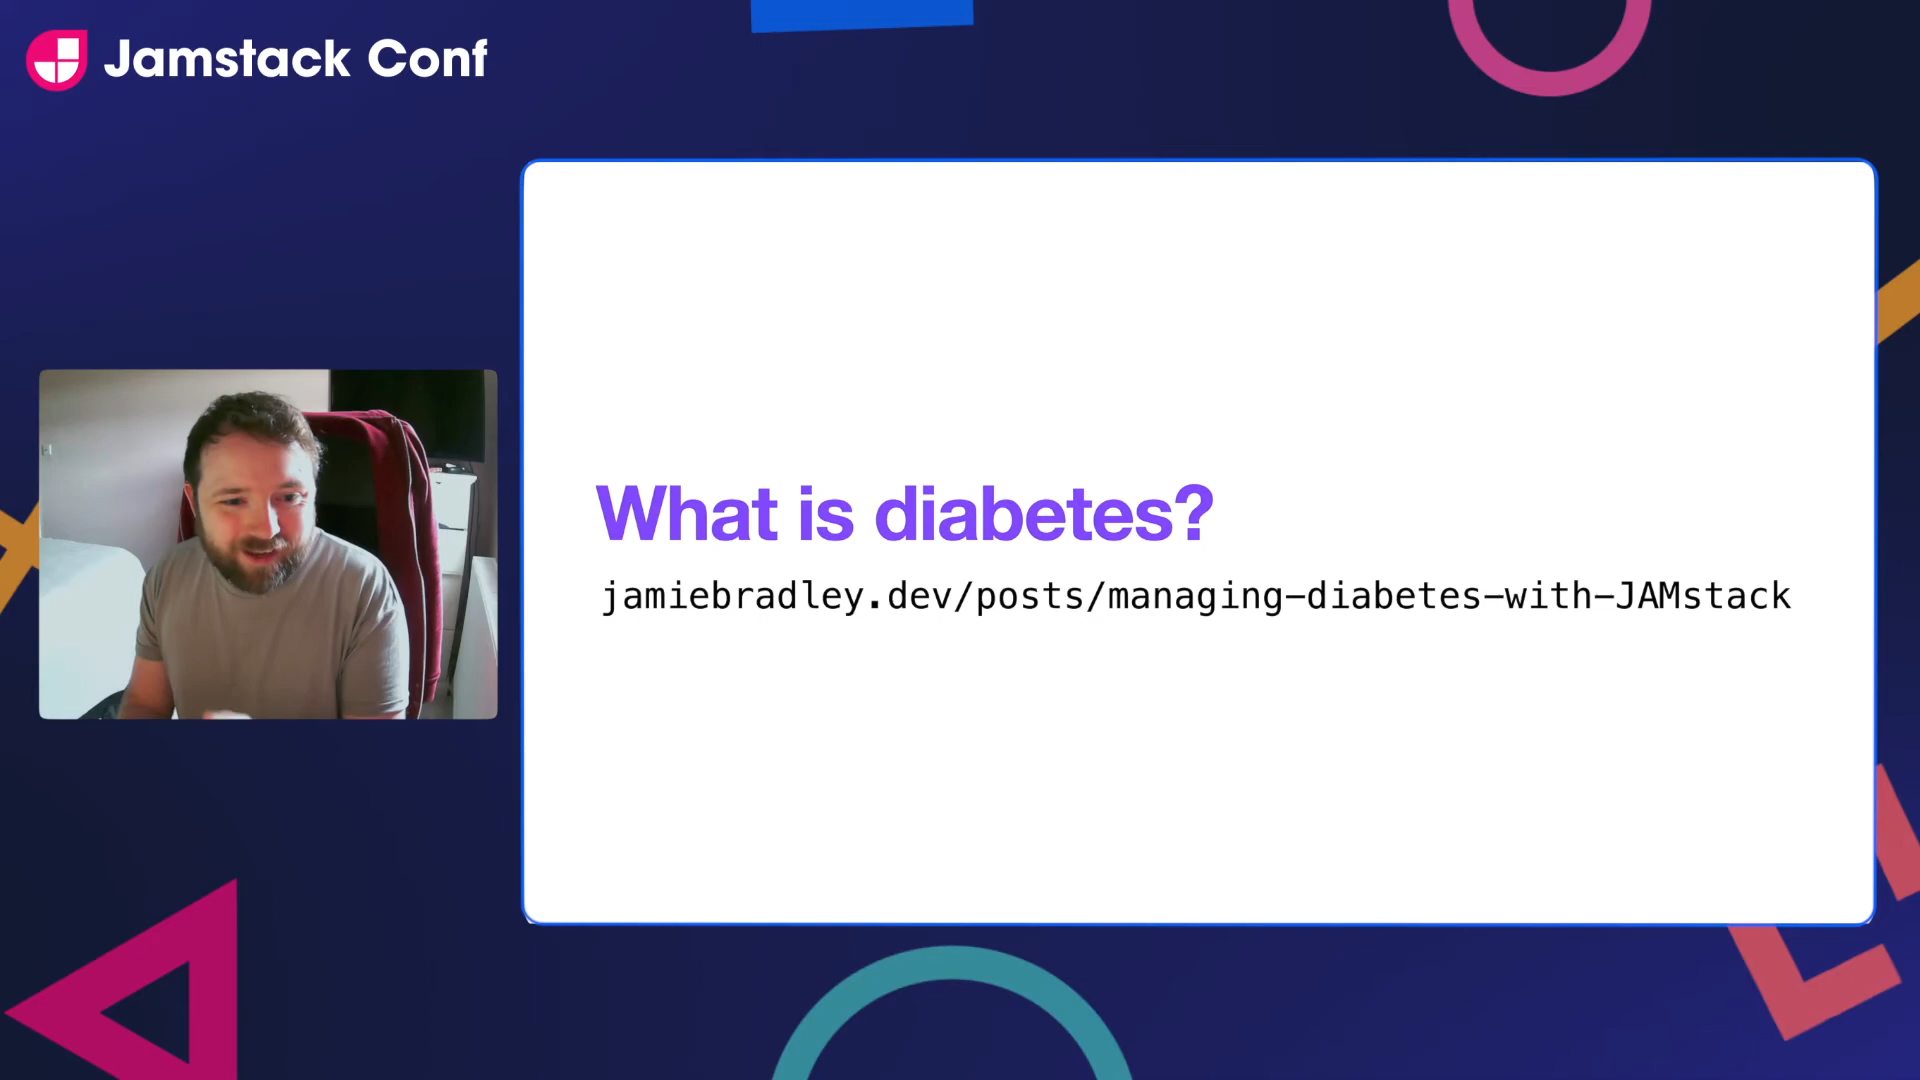 Jamstack Conf
What is diabetes?
jamiebradley.dev/posts/managing-diabetes-with-JAMstack